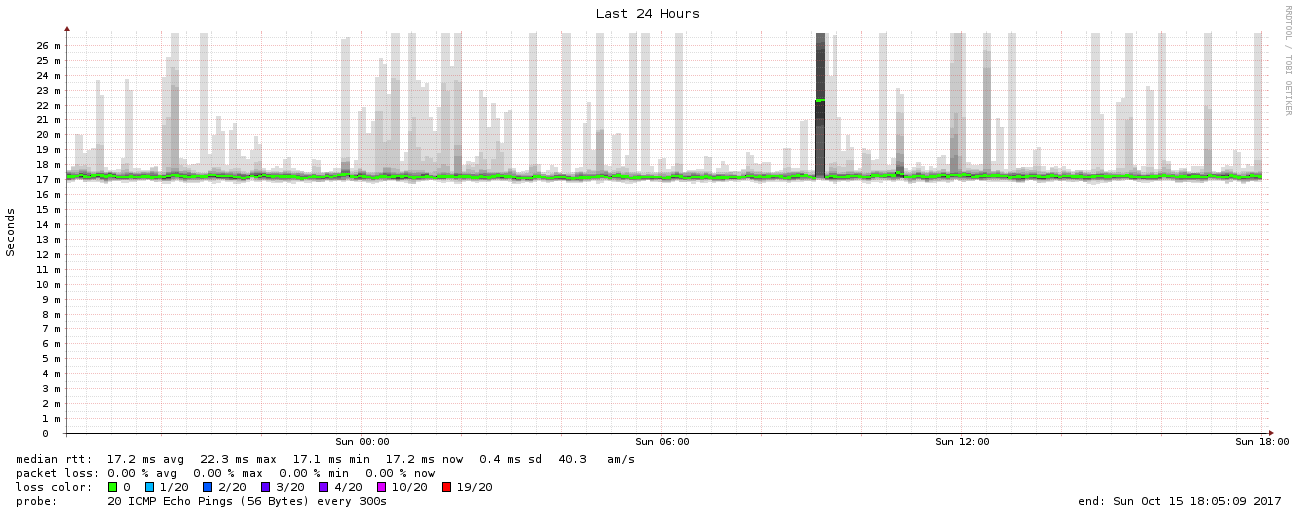 Last 24 Hours
RRDTOOL / TOBI OETIKER
Seconds
26 m
25 m
24 m
23 m
22 m
21 m
20 m
19 m
18 m
17 m
16 m
15 m
14 m
13 m
12 m
11 m
10 m
9 m
8 m
7 m
6 m
5 m
4 m
3 m
2 m
1 m
0
Sun 00:00 Sun 06:00 Sun 12:00 Sun 18:00
median rtt: 17.2 ms avg 22.3 ms max 17.1 ms min 17.2 ms now 0.4 ms sd 40.3 am/s
packet loss: 0.00 % avg 0.00 % max 0.00 % min 0.00 % now
loss color: 0 1/20 2/20 3/20 4/20 10/20 19/20
probe: 20 ICMP Echo Pings (56 Bytes) every 300s end: Sun Oct 15 18:05:09 2017